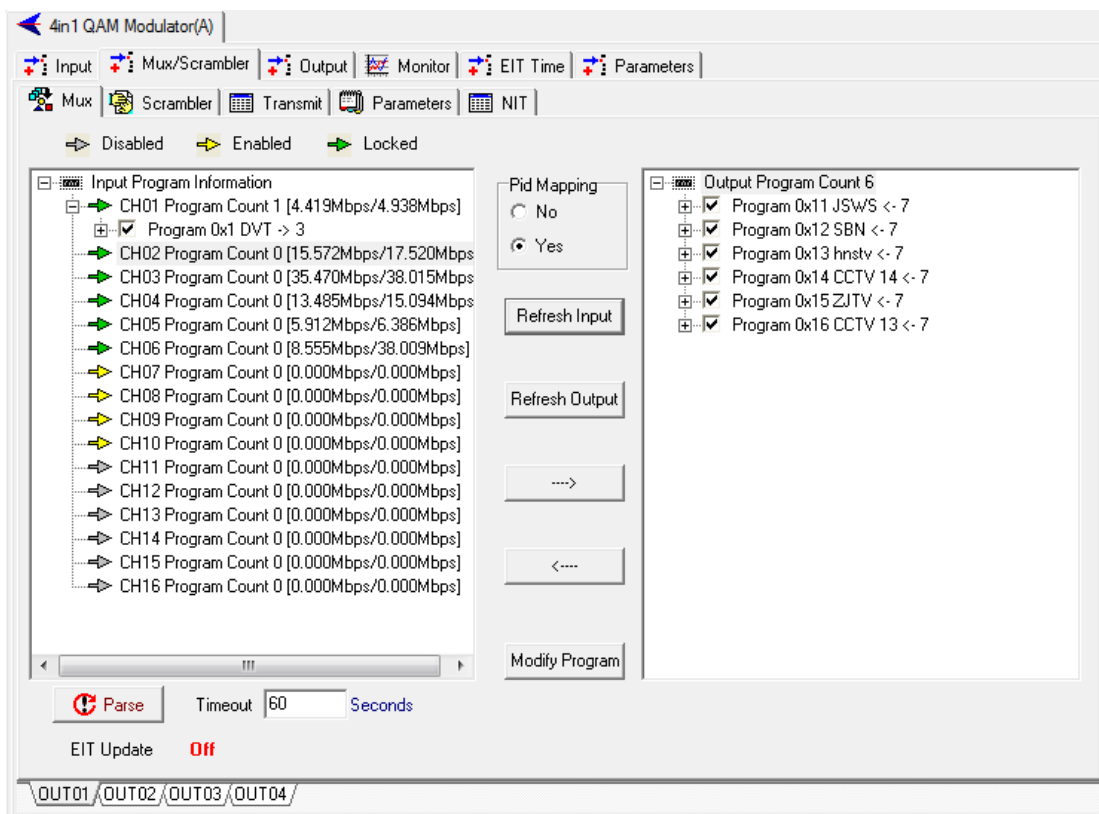 4in1 QAM Modulator(A)
Input Mux/Scrambler Output Monitor EIT Time Parameters
Mux Scrambler Transmit Parameters NIT
Disabled Enabled Locked
Input Program Information
CH01 Program Count 1 [4.419Mbps/4.938Mbps]
Program 0x1 DVT -> 3
CH02 Program Count 0 [15.572Mbps/17.520Mbps
CH03 Program Count 0 [35.470Mbps/38.015Mbps
CH04 Program Count 0 [13.485Mbps/15.094Mbps
CH05 Program Count 0 [5.912Mbps/6.386Mbps]
CH06 Program Count 0 [8.555Mbps/38.009Mbps]
CH07 Program Count 0 [0.000Mbps/0.000Mbps]
CH08 Program Count 0 [0.000Mbps/0.000Mbps]
CH09 Program Count 0 [0.000Mbps/0.000Mbps]
CH10 Program Count 0 [0.000Mbps/0.000Mbps]
CH11 Program Count 0 [0.000Mbps/0.000Mbps]
CH12 Program Count 0 [0.000Mbps/0.000Mbps]
CH13 Program Count 0 [0.000Mbps/0.000Mbps]
CH14 Program Count 0 [0.000Mbps/0.000Mbps]
CH15 Program Count 0 [0.000Mbps/0.000Mbps]
CH16 Program Count 0 [0.000Mbps/0.000Mbps]
Pid Mapping
No
Yes
Refresh Input
Refresh Output
---->
<----
Modify Program
Output Program Count 6
Program 0x11 JSWS <- 7
Program 0x12 SBN <- 7
Program 0x13 hnstv <- 7
Program 0x14 CCTV 14 <- 7
Program 0x15 ZJTV <- 7
Program 0x16 CCTV 13 <- 7
Parse Timeout 60 Seconds
EIT Update Off
OUT01 OUT02 OUT03 OUT04